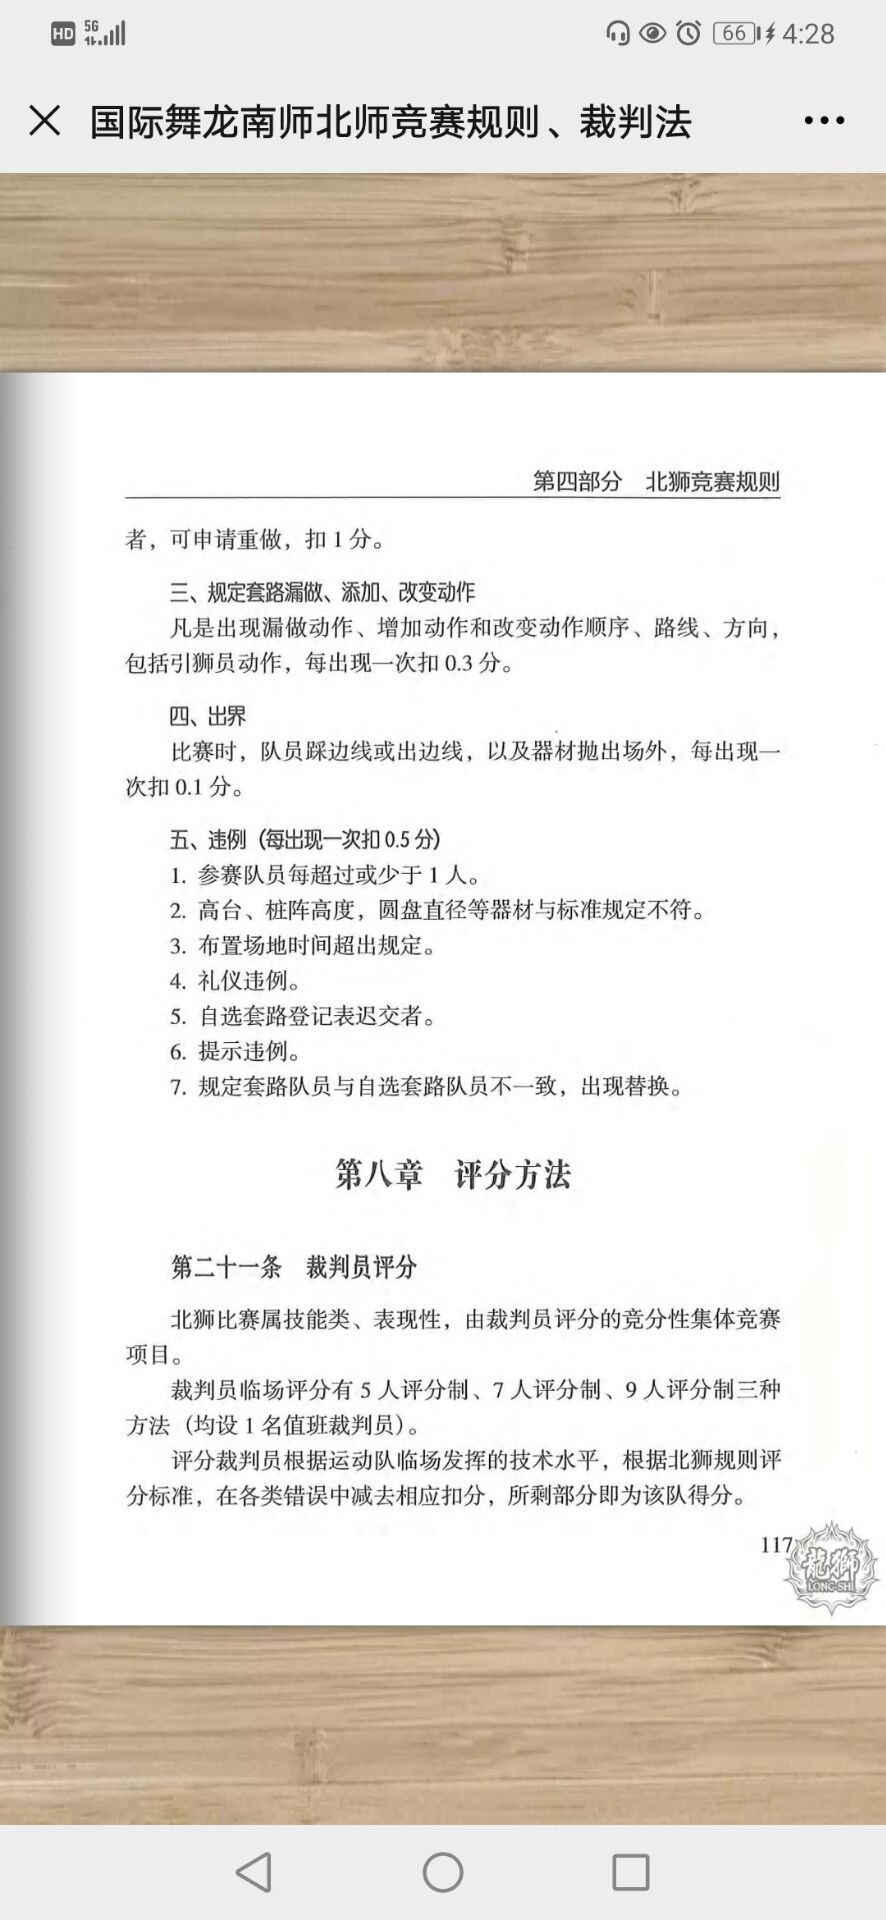 HD 5G 66 4:28
国际舞龙南师北师竞赛规则、裁判法
第四部分 北狮竞赛规则
者，可申请重做，扣 1 分。
三、规定套路漏做、添加、改变动作
凡是出现漏做动作、增加动作和改变动作顺序、路线、方向，
包括引狮员动作，每出现一次扣 0.3 分。
四、出界
比赛时，队员踩边线或出边线，以及器材抛出场外，每出现一
次扣 0.1 分。
五、违例（每出现一次扣 0.5 分）
1. 参赛队员每超过或少于 1 人。
2. 高台、桩阵高度，圆盘直径等器材与标准规定不符。
3. 布置场地时间超出规定。
4. 礼仪违例。
5. 自选套路登记表迟交者。
6. 提示违例。
7. 规定套路队员与自选套路队员不一致，出现替换。
第八章 评分方法
第二十一条 裁判员评分
北狮比赛属技能类、表现性，由裁判员评分的竞分性集体竞赛
项目。
裁判员临场评分有 5 人评分制、7 人评分制、9 人评分制三种
方法（均设 1 名值班裁判员）。
评分裁判员根据运动队临场发挥的技术水平，根据北狮规则评
分标准，在各类错误中减去相应扣分，所剩部分即为该队得分。
117
龍獅
LONG-SHI